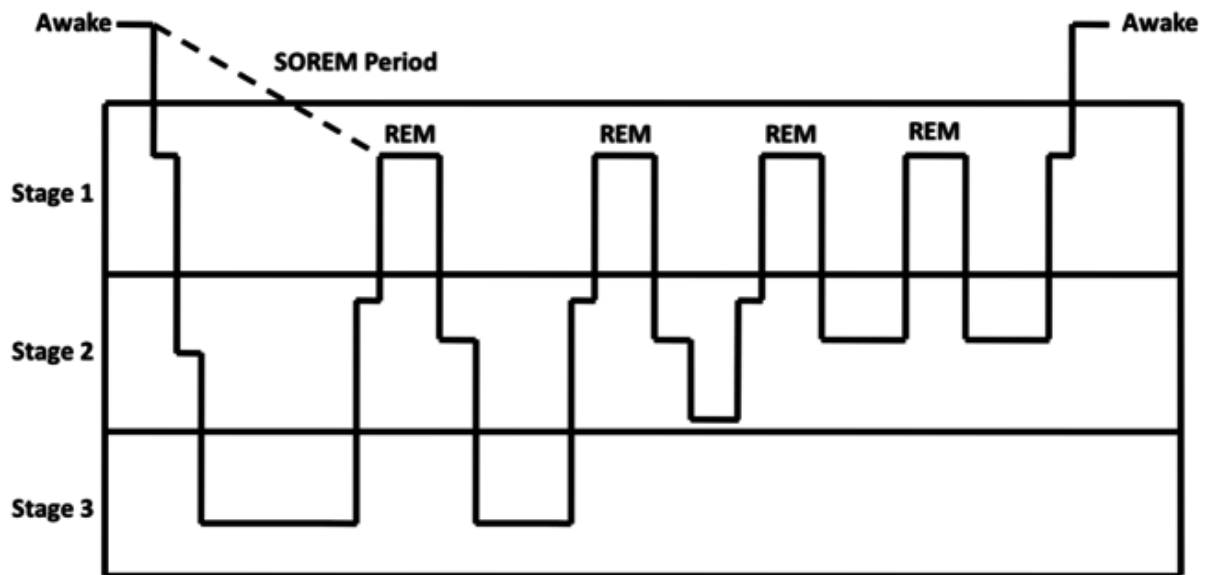 Awake
Awake
SOREM Period
REM
REM
REM
REM
Stage 1
Stage 2
Stage 3